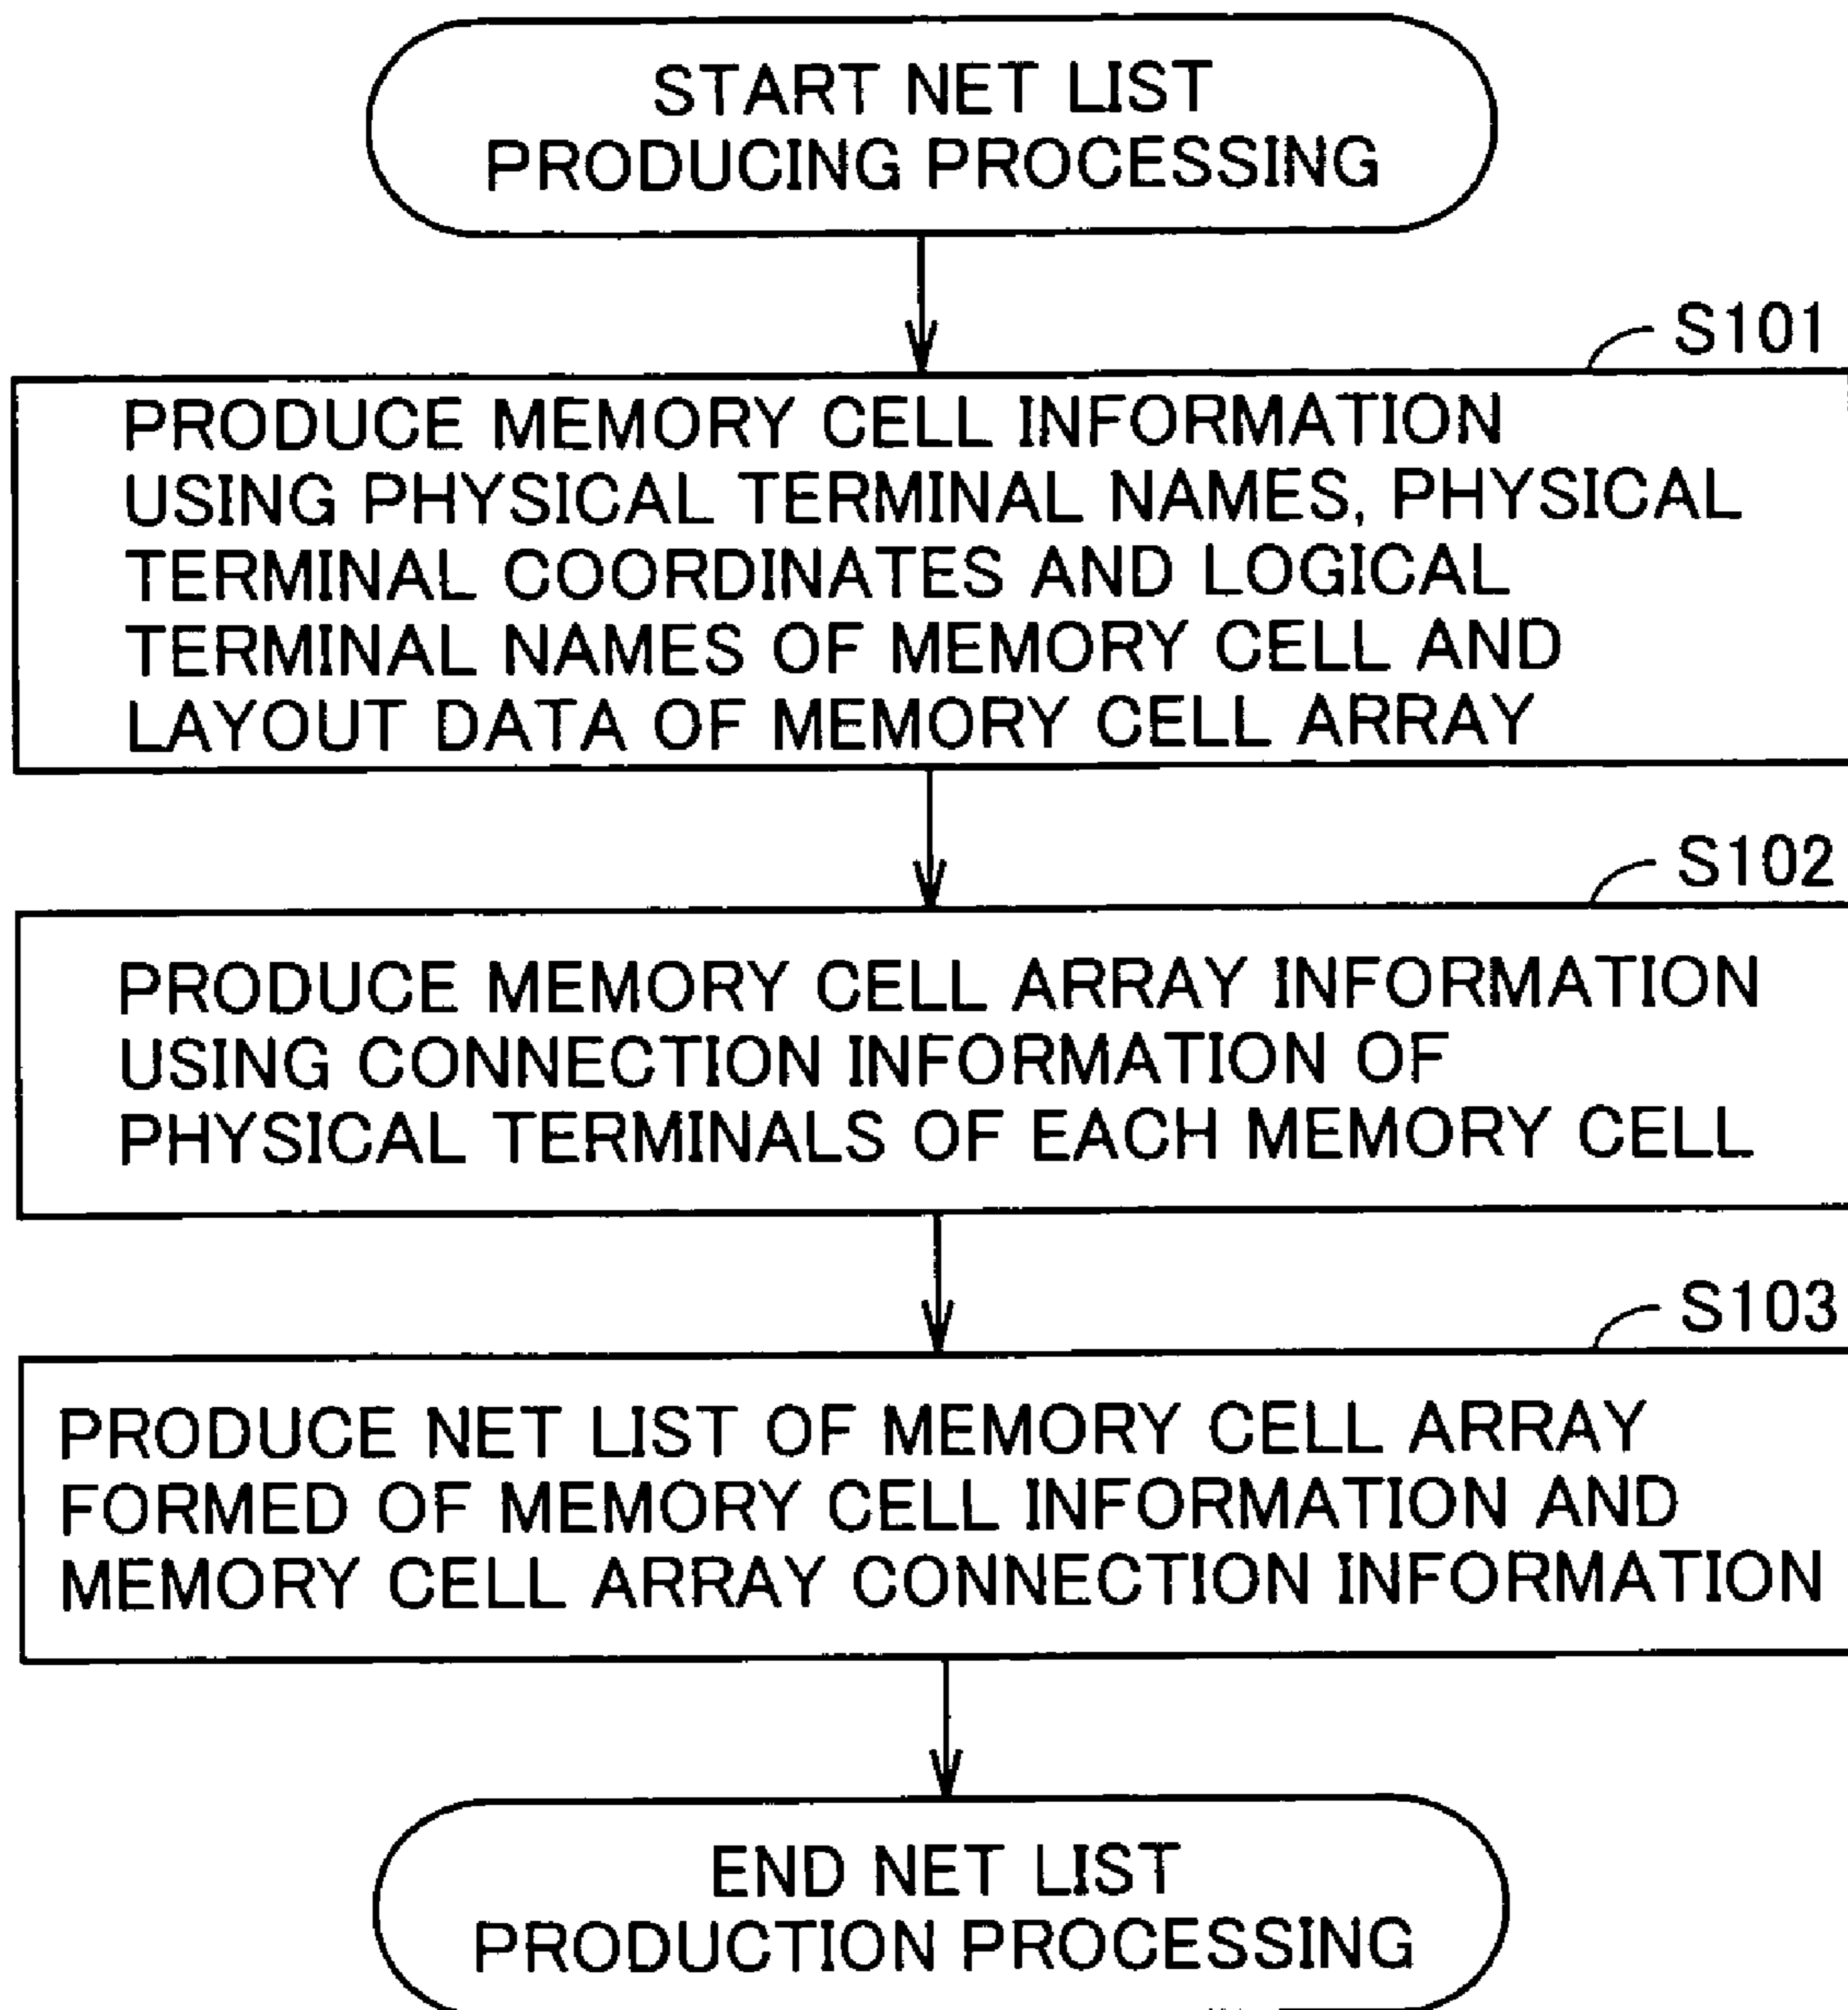 START NET LIST
PRODUCING PROCESSING
S101
PRODUCE MEMORY CELL INFORMATION
USING PHYSICAL TERMINAL NAMES, PHYSICAL
TERMINAL COORDINATES AND LOGICAL
TERMINAL NAMES OF MEMORY CELL AND
LAYOUT DATA OF MEMORY CELL ARRAY
S102
PRODUCE MEMORY CELL ARRAY INFORMATION
USING CONNECTION INFORMATION OF
PHYSICAL TERMINALS OF EACH MEMORY CELL
S103
PRODUCE NET LIST OF MEMORY CELL ARRAY
FORMED OF MEMORY CELL INFORMATION AND
MEMORY CELL ARRAY CONNECTION INFORMATION
END NET LIST
PRODUCTION PROCESSING